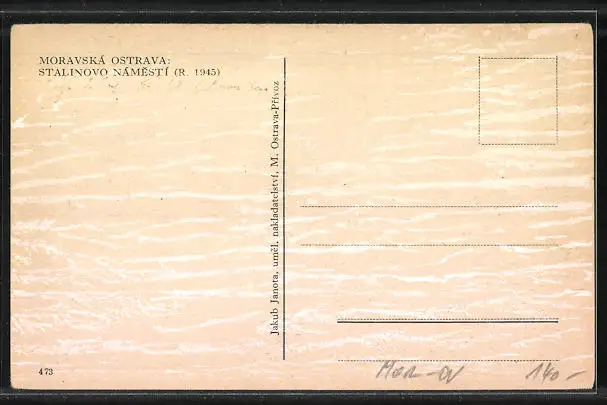 MORAVSKÁ OSTRAVA:
STALINOVO NÁMĚSTÍ (R. 1945)
Jakub Janota, uměl. nakladatelství, M. Ostrava-Přívoz
473
140.-